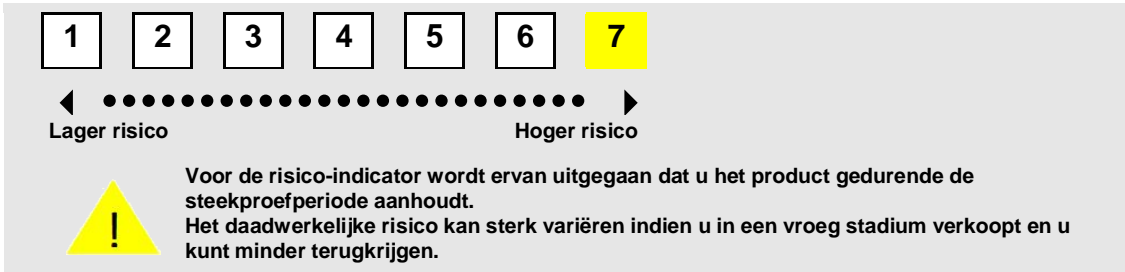 1 2 3 4 5 6 7
Lager risico Hoger risico
Voor de risico-indicator wordt ervan uitgegaan dat u het product gedurende de
steekproefperiode aanhoudt.
Het daadwerkelijke risico kan sterk variëren indien u in een vroeg stadium verkoopt en u
kunt minder terugkrijgen.
!